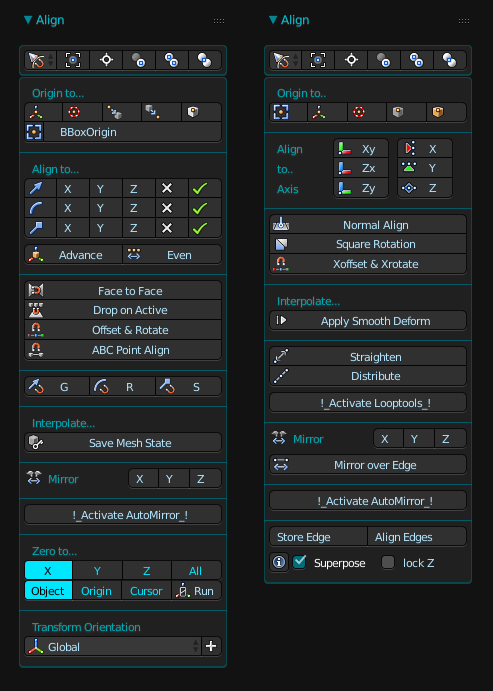 Align
Origin to...
BBoxOrigin
Align to...
X Y Z
X Y Z
X Y Z
Advance Even
Face to Face
Drop on Active
Offset & Rotate
ABC Point Align
G R S
Interpolate...
Save Mesh State
Mirror X Y Z
!_Activate AutoMirror_!
Zero to...
X Y Z All
Object Origin Cursor Run
Transform Orientation
Global
Align
Origin to..
Align Xy X
to.. Zx Y
Axis Zy Z
Normal Align
Square Rotation
Xoffset & Xrotate
Interpolate...
Apply Smooth Deform
Straighten
Distribute
!_Activate Looptools_!
Mirror X Y Z
Mirror over Edge
!_Activate AutoMirror_!
Store Edge Align Edges
Superpose lock Z